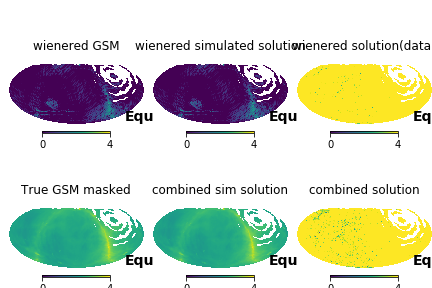 wienered GSM
wienered simulated solution
wienered solution(data
Equ
Equ
Equ
0 4
0 4
0 4
True GSM masked
combined sim solution
combined solution
Equ
Equ
Equ
0 4
0 4
0 4